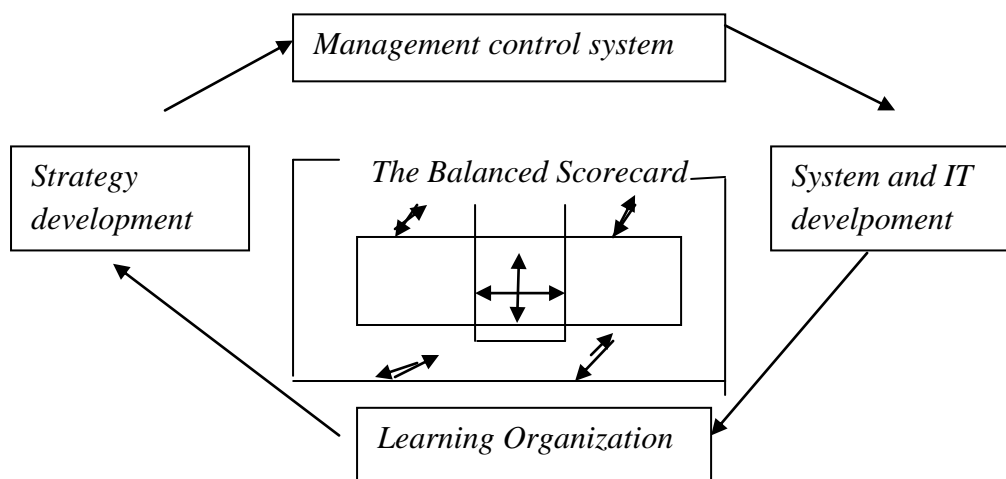 Management control system
Strategy
development
The Balanced Scorecard
System and IT
develpoment
Learning Organization